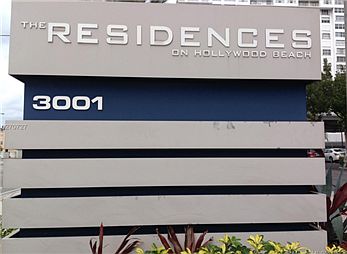 THE RESIDENCES
ON HOLLYWOOD BEACH
3001